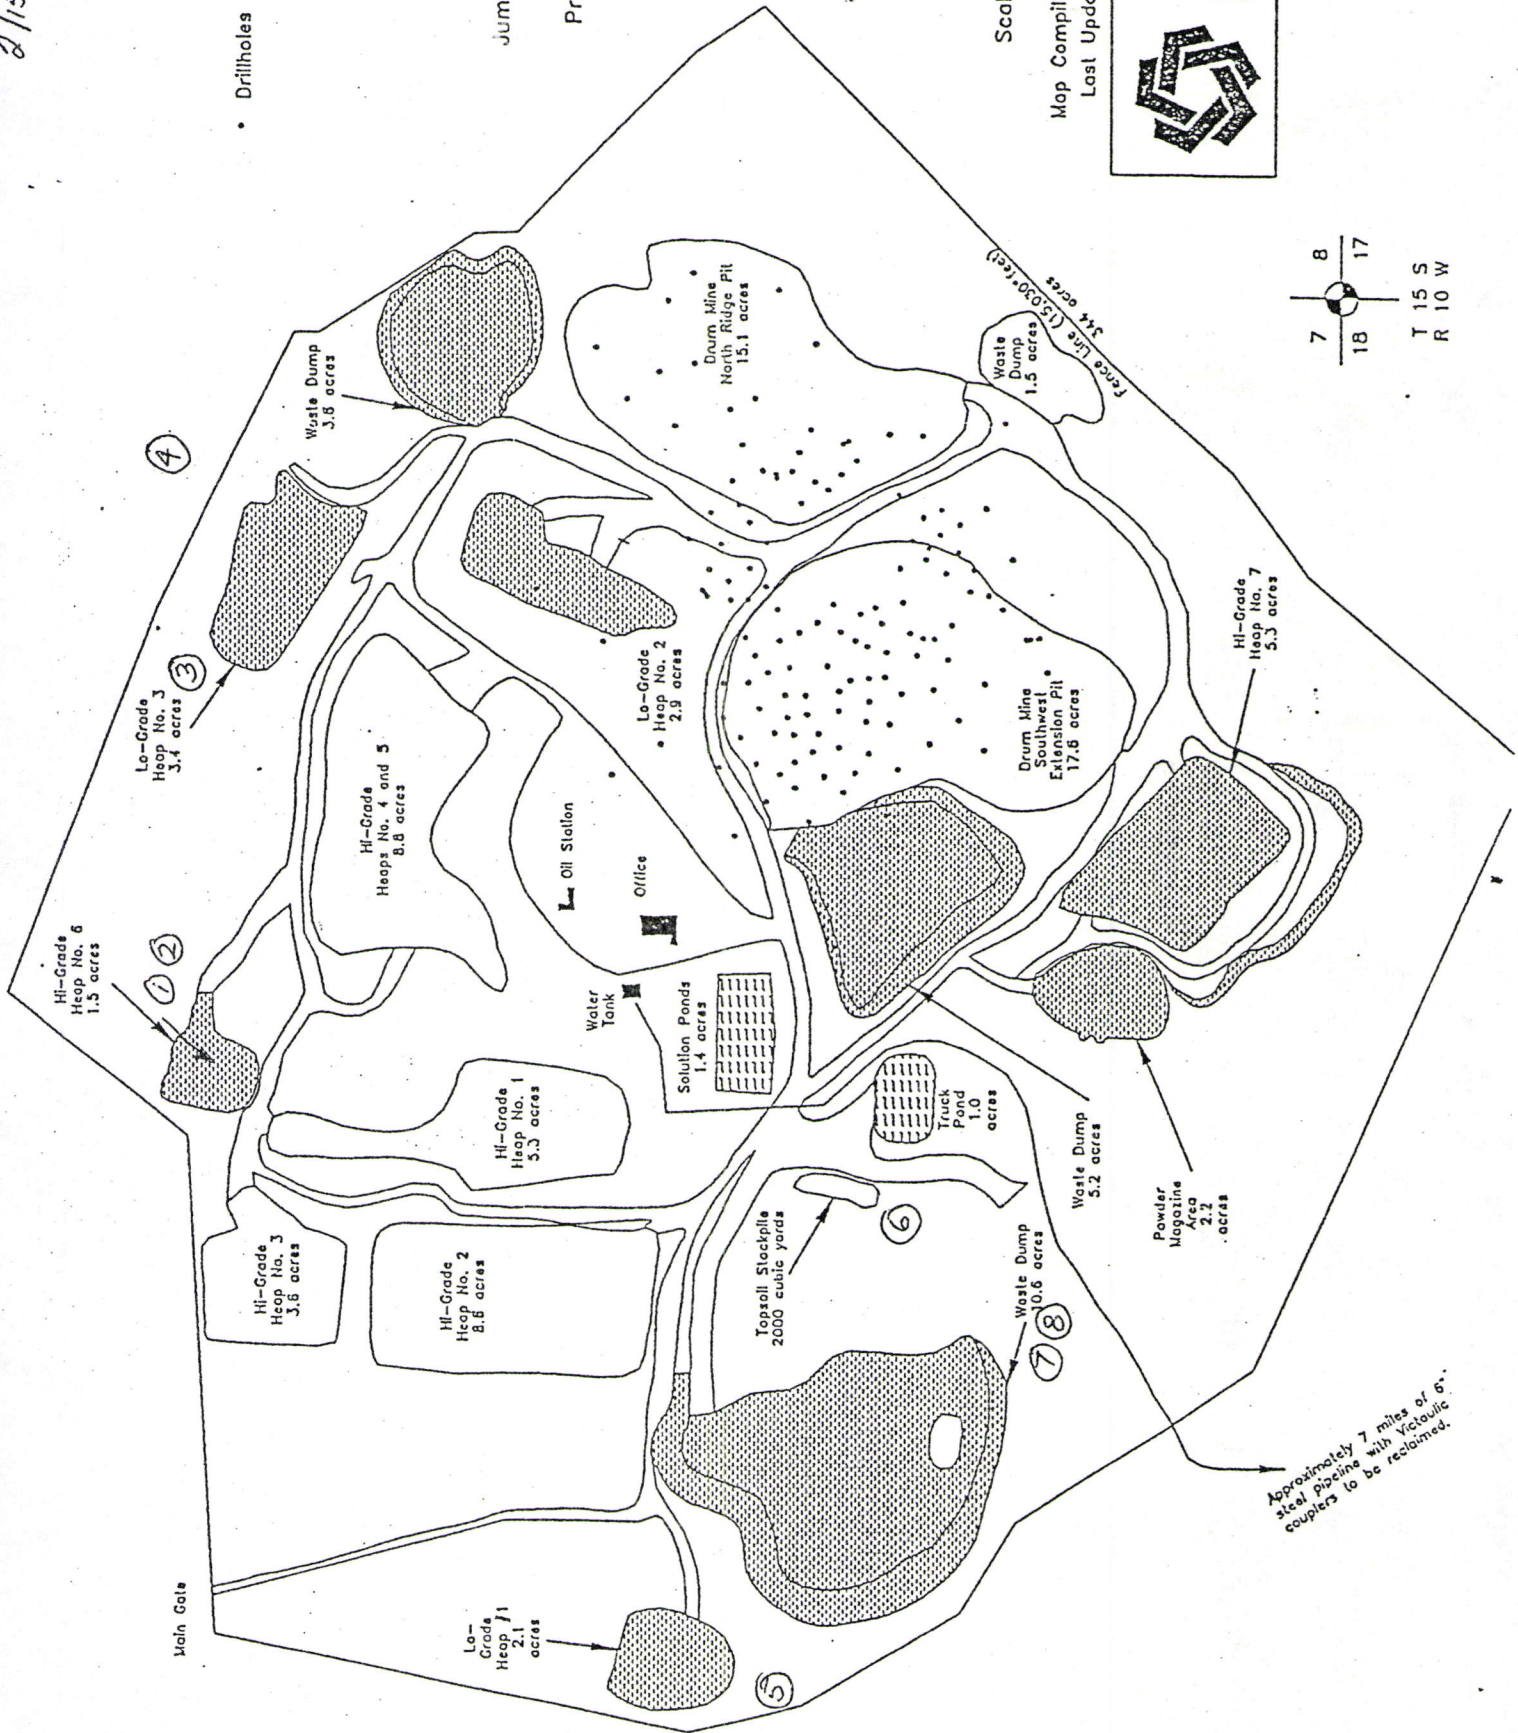 2/15
• Drillholes
Jum
Pr
Scal
Map Compil
Last Upda
Waste Dump
3.6 acres
4
Drum Mine
North Ridge Pit
15.1 acres
Waste
Dump
1.5 acres
Fence Line (15,030' feet)
344 acres
7
8
18
17
T 15 S
R 10 W
Lo-Grade
Heap No. 3
3.4 acres
3
Lo-Grade
Heap No. 2
2.9 acres
Hi-Grade
Heap No. 7
5.3 acres
Drum Mine
Southwest
Extension Pit
17.6 acres
Hi-Grade
Heaps No. 4 and 5
8.8 acres
Oil Station
Office
Hi-Grade
Heap No. 6
1.5 acres
1
2
Water
Tank
Solution Ponds
1.4 acres
Hi-Grade
Heap No. 1
5.3 acres
Truck
Pond
1.0
acres
Waste Dump
5.2 acres
Powder
Magazine
Area
2.2
acres
Hi-Grade
Heap No. 3
3.6 acres
Hi-Grade
Heap No. 2
8.6 acres
Topsoil Stockpile
2000 cubic yards
6
Waste Dump
10.6 acres
7
8
Approximately 7 miles of 6"
steel pipeline with Victaulic
couplers to be reclaimed.
Main Gate
Lo-
Grade
Heap #1
2.1
acres
5